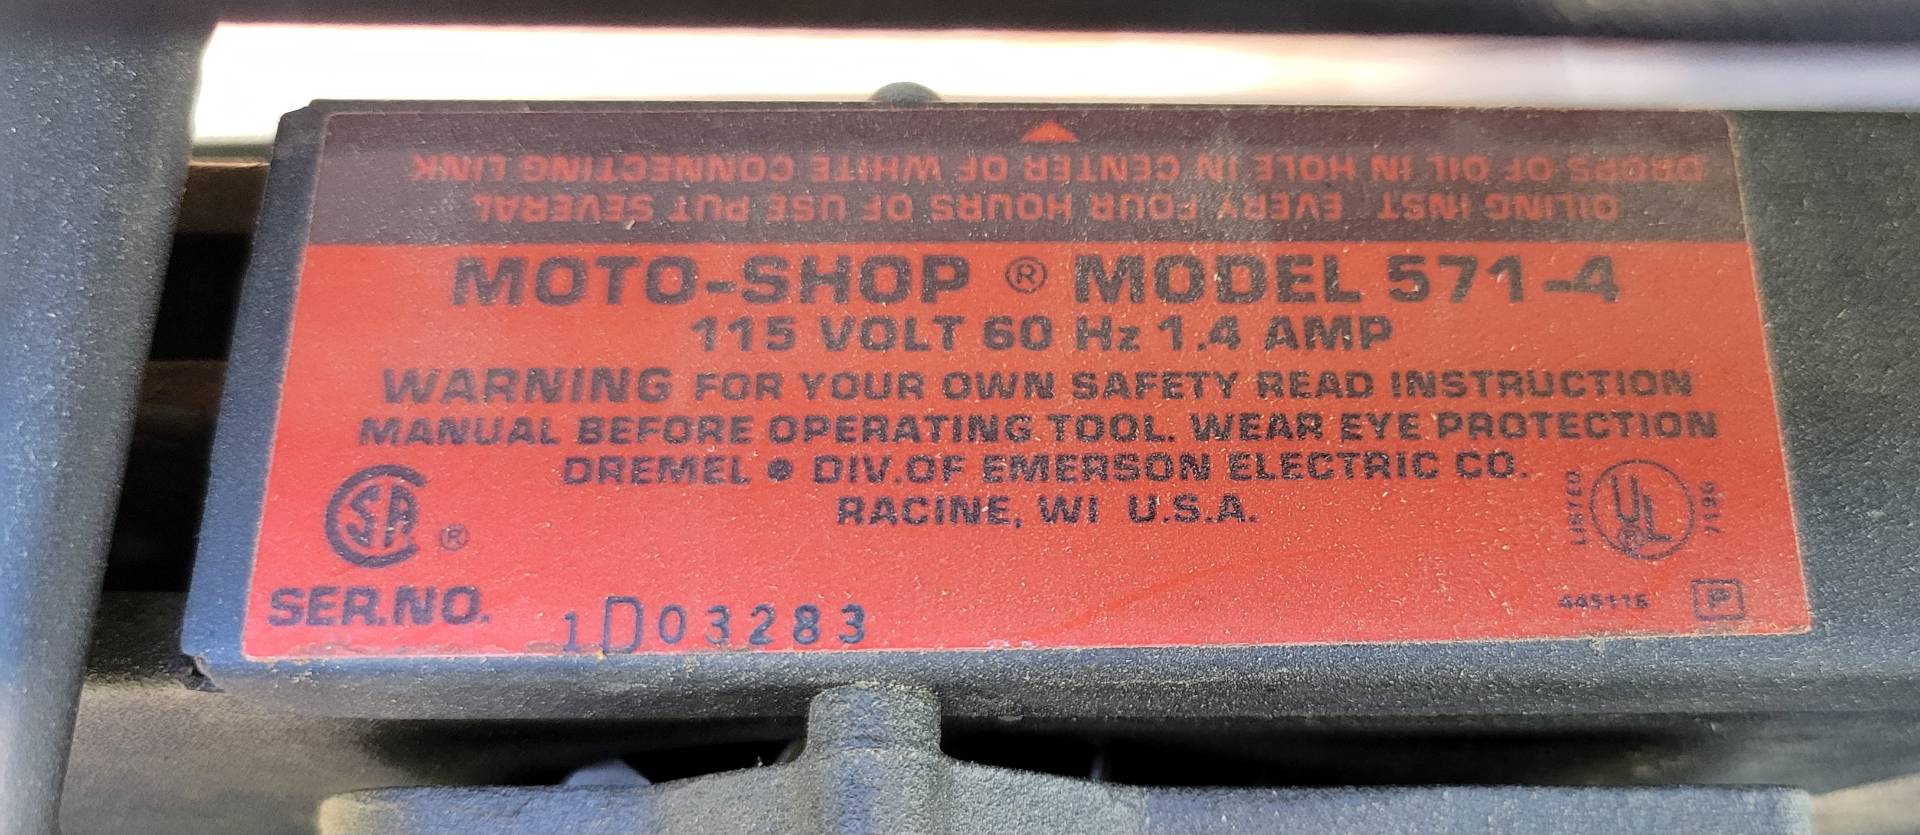 OILING INST EVERY FOUR HOURS OF USE PUT SEVERAL
DROPS OF OIL IN HOLE IN CENTER OF WHITE CONNECTING LINK
MOTO-SHOP ® MODEL 571-4
115 VOLT 60 Hz 1.4 AMP
WARNING FOR YOUR OWN SAFETY READ INSTRUCTION
MANUAL BEFORE OPERATING TOOL. WEAR EYE PROTECTION
DREMEL ● DIV.OF EMERSON ELECTRIC CO.
RACINE, WI U.S.A.
SA ®
LISTED UL ® 719G
SER.NO. 1D03283
445116 P